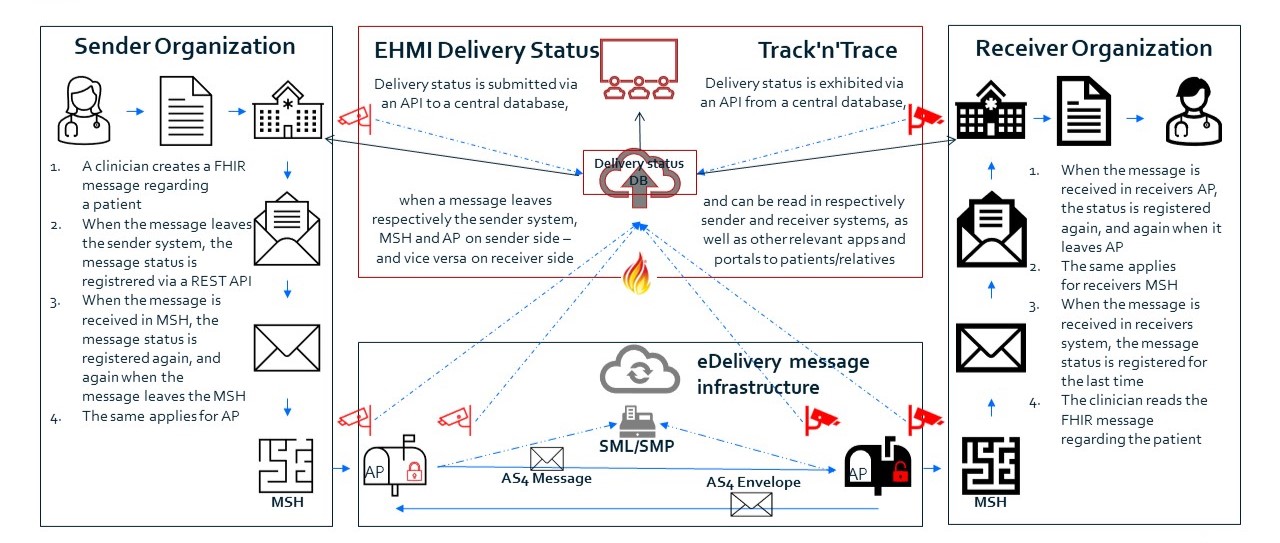 Sender Organization
1. A clinician creates a FHIR
message regarding
a patient
2. When the message leaves
the sender system, the
message status is
registrered via a REST API
3. When the message is
received in MSH, the
message status is
registered again, and
again when the
message leaves the MSH
4. The same applies for AP
MSH
EHMI Delivery Status
Track'n'Trace
Delivery status is submitted via
an API to a central database,
Delivery status is exhibited via
an API from a central database,
Delivery status
DB
when a message leaves
respectively the sender system,
MSH and AP on sender side –
and vice versa on receiver side
and can be read in respectively
sender and receiver systems, as
well as other relevant apps and
portals to patients/relatives
eDelivery message
infrastructure
SML/SMP
AP
AP
AS4 Message
AS4 Envelope
Receiver Organization
1. When the message is
received in receivers AP,
the status is registered
again, and again when it
leaves AP
2. The same applies
for receivers MSH
3. When the message is
received in receivers
system, the message
status is registered for
the last time
4. The clinician reads the
FHIR message
regarding the patient
MSH